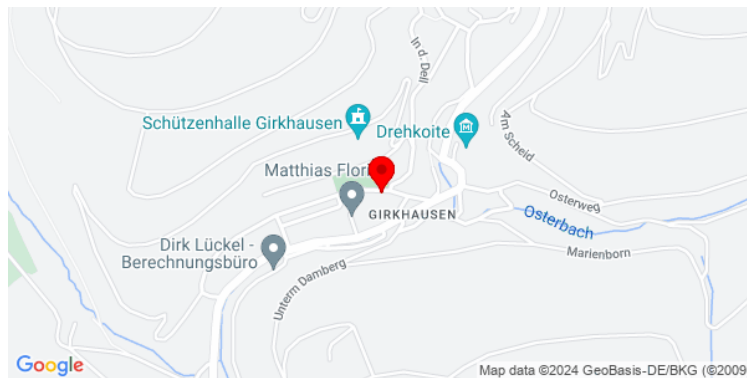 In d. Dell
Schützenhalle Girkhausen
Drehkoite
Am Scheid
Matthias Flori
GIRKHAUSEN
Osterweg
Osterbach
Dirk Lückel -
Berechnungsbüro
Marienborn
Unterm Damberg
Google
Map data ©2024 GeoBasis-DE/BKG (©2009